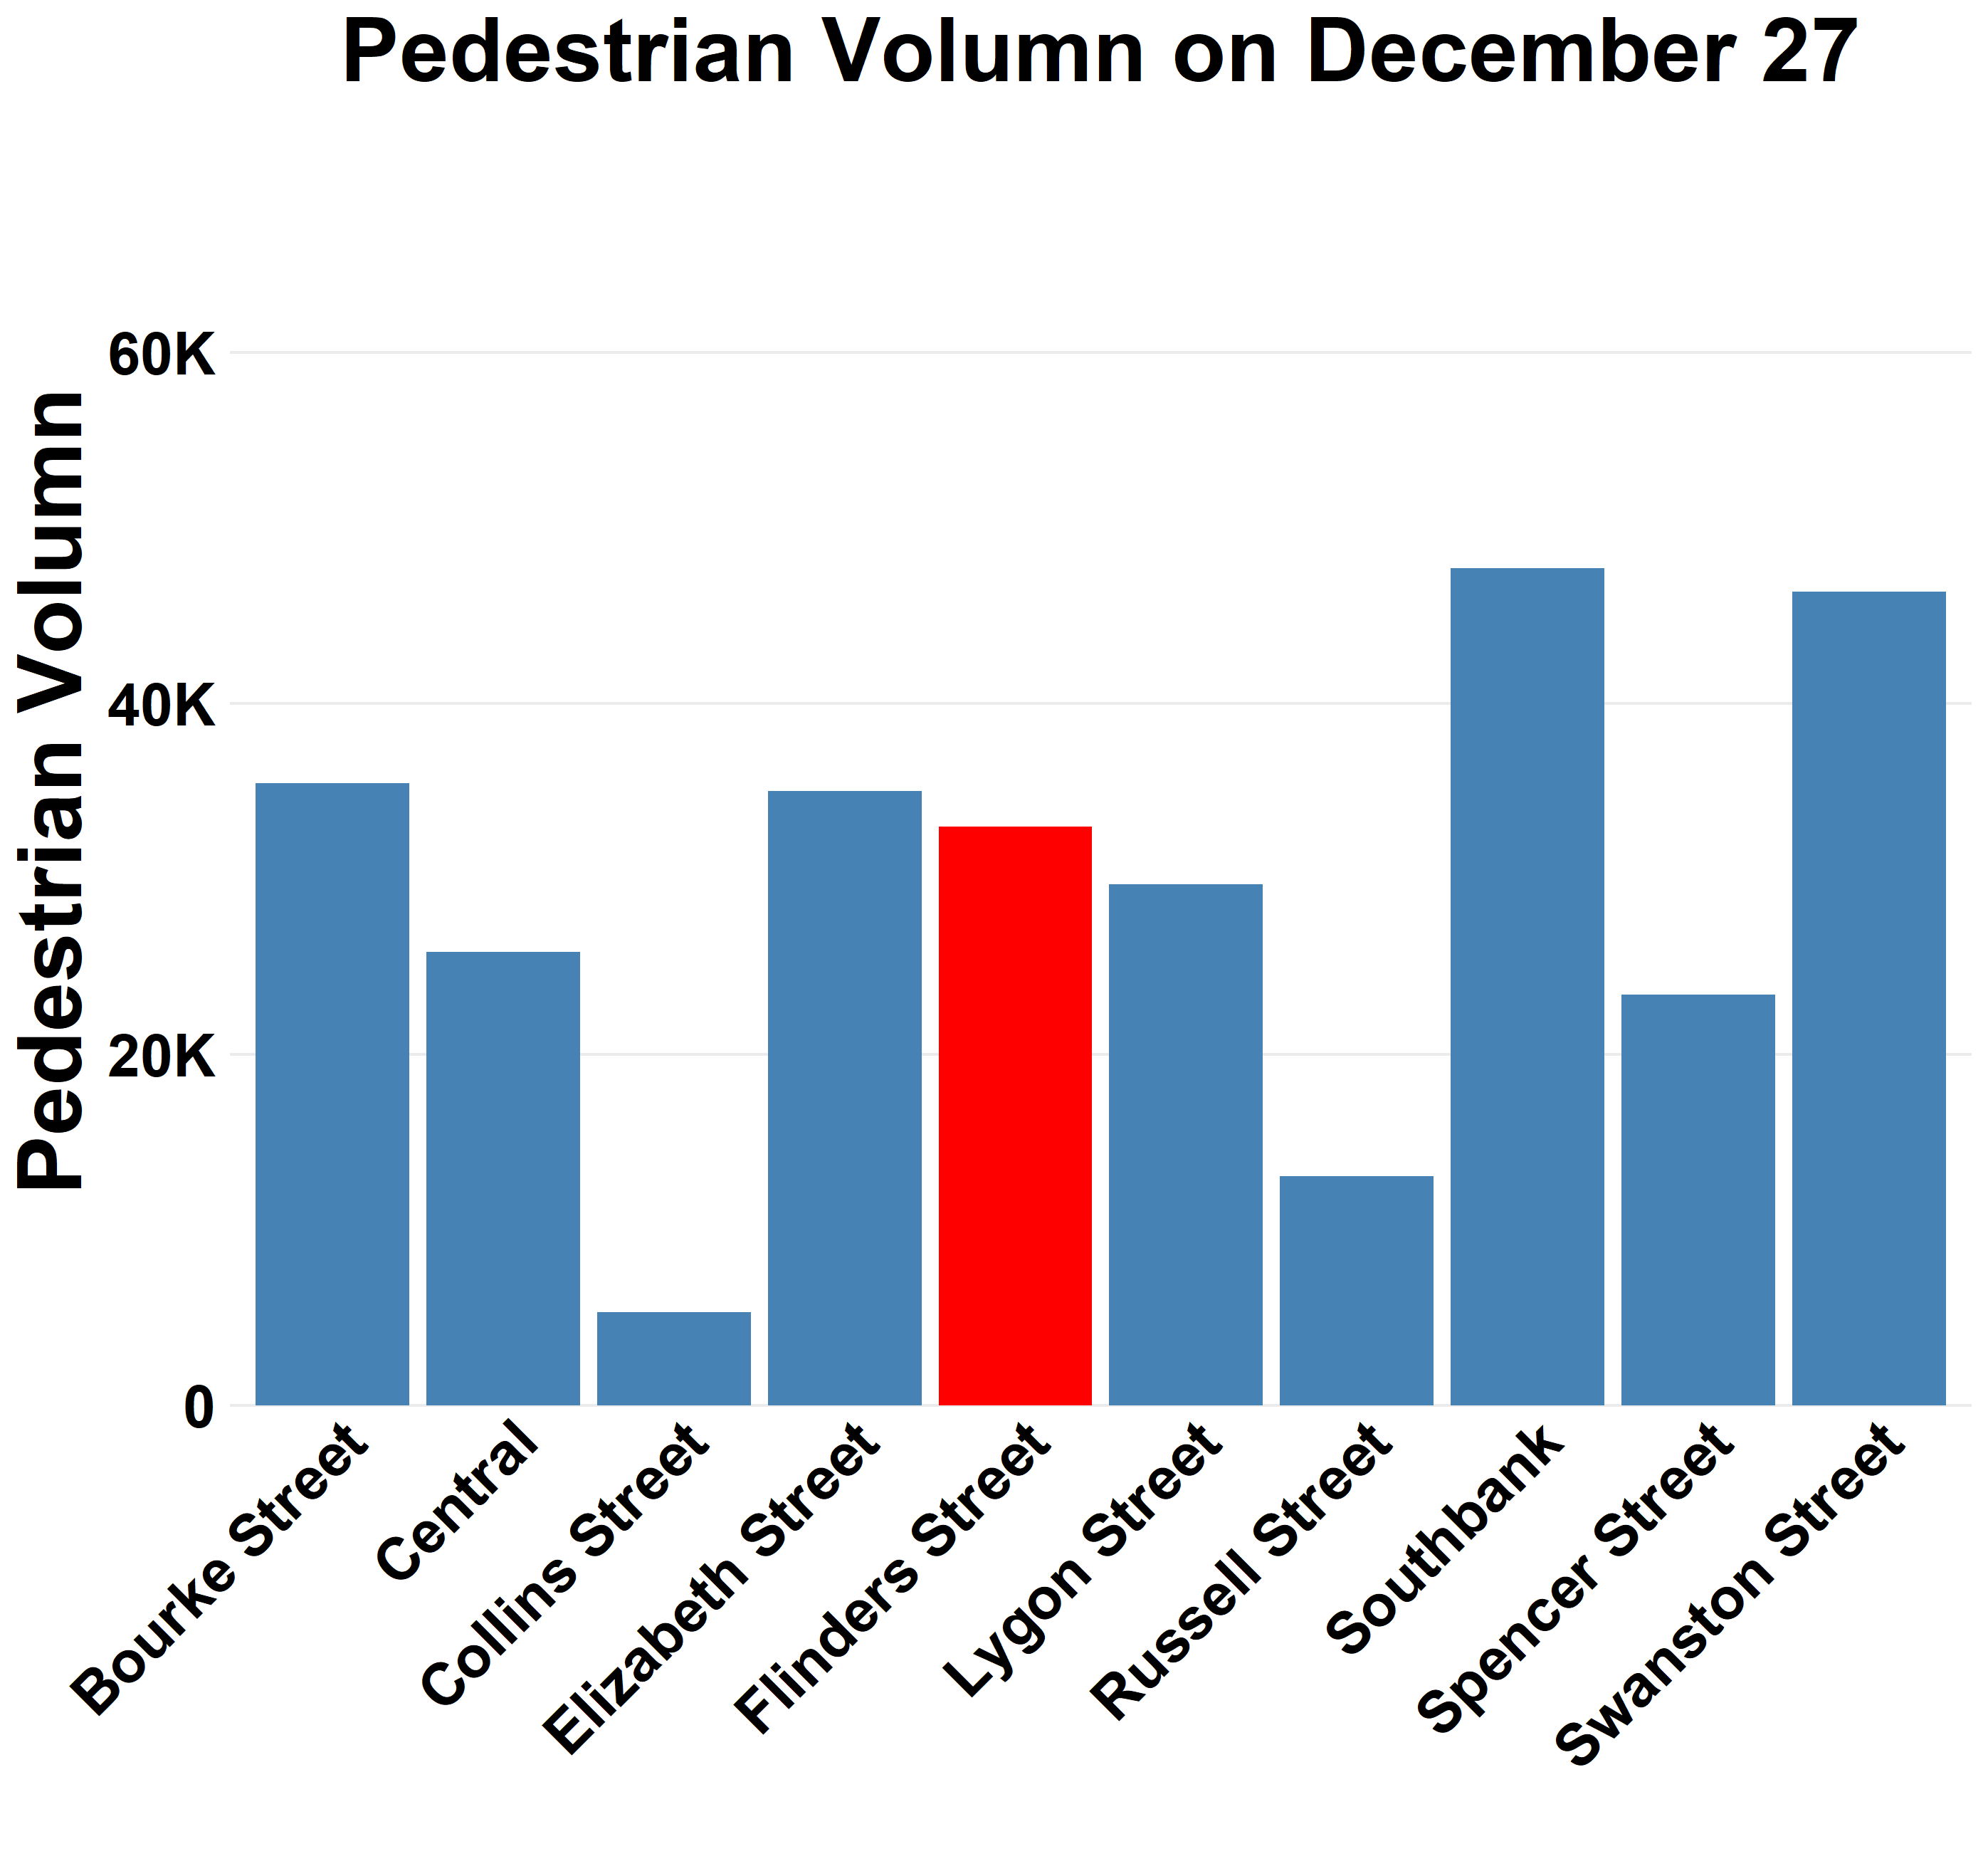 Pedestrian Volumn on December 27
Pedestrian Volumn
60K
40K
20K
0
Bourke Street
Central
Collins Street
Elizabeth Street
Flinders Street
Lygon Street
Russell Street
Southbank
Spencer Street
Swanston Street